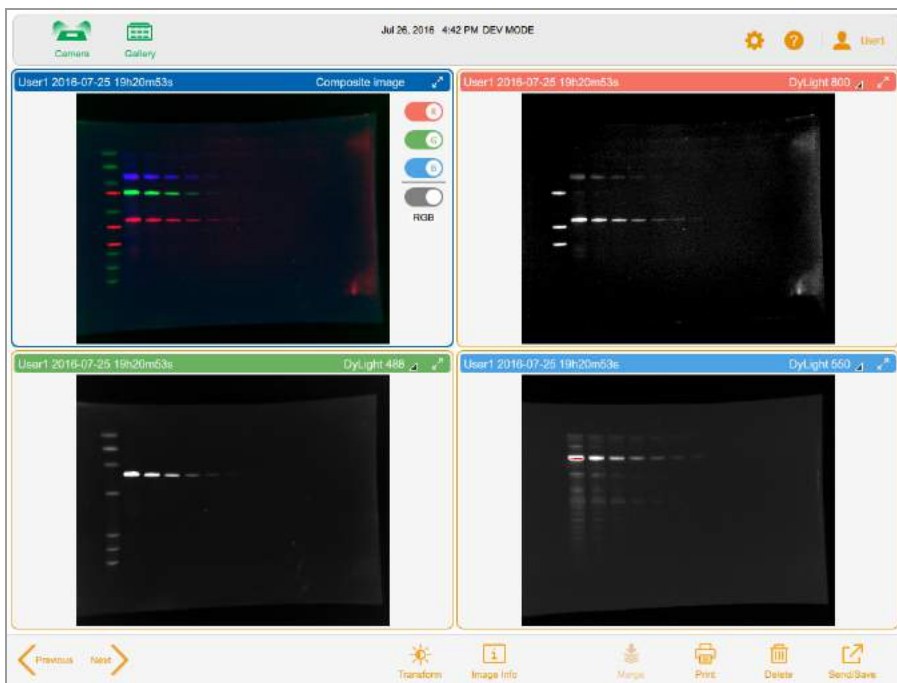 Jul 26, 2016 4:42 PM DEV MODE
Camera
Gallery
User1
User1 2016-07-25 19h20m53s Composite image
R
G
B
RGB
User1 2016-07-25 19h20m53s DyLight 800
User1 2016-07-25 19h20m53s DyLight 488
User1 2016-07-25 19h20m53s DyLight 550
Previous Next
Transform
Image Info
Merge
Print
Delete
Send/Save